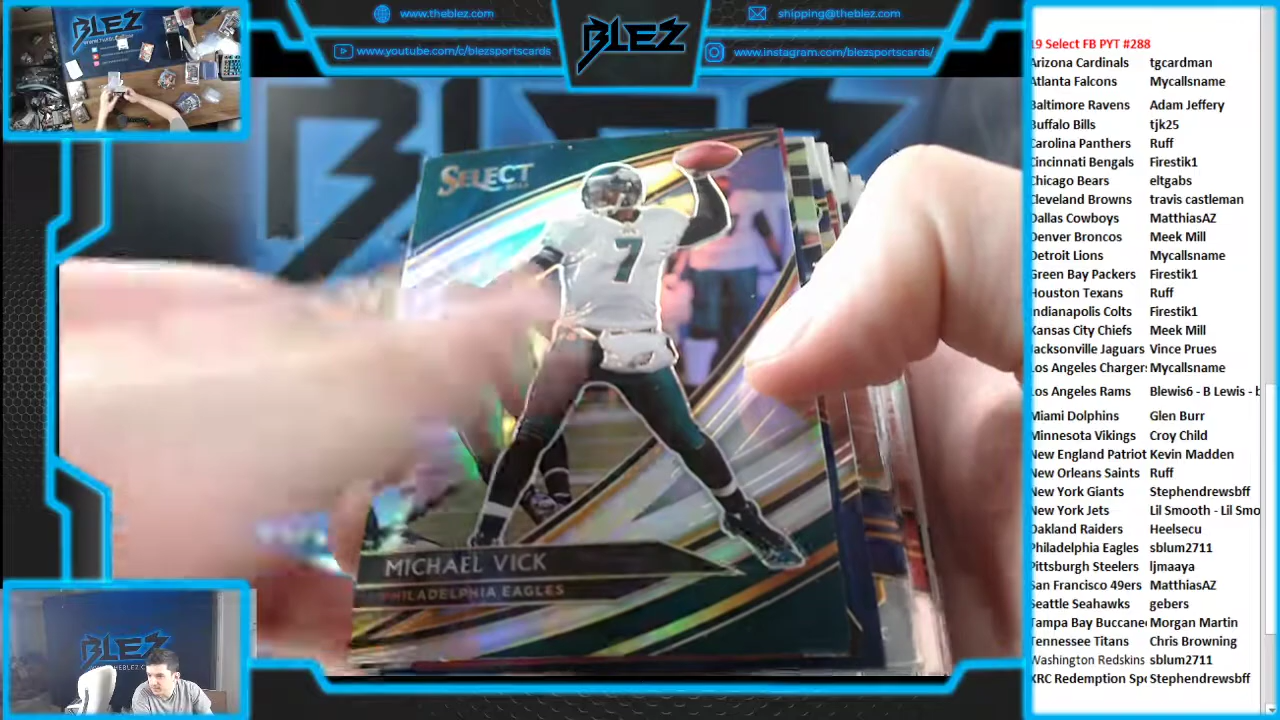 BLEZ
www.theblez.com
shipping@theblez.com
www.youtube.com/c/blezsportscards
www.instagram.com/blezsportscards/
BLEZ
BLEZ
SELECT
7
MICHAEL VICK
PHILADELPHIA EAGLES
BLEZ
19 Select FB PYT #288
Arizona Cardinals tgcardman
Atlanta Falcons Mycallsname
Baltimore Ravens Adam Jeffery
Buffalo Bills tjk25
Carolina Panthers Ruff
Cincinnati Bengals Firestik1
Chicago Bears eltgabs
Cleveland Browns travis castleman
Dallas Cowboys MatthiasAZ
Denver Broncos Meek Mill
Detroit Lions Mycallsname
Green Bay Packers Firestik1
Houston Texans Ruff
Indianapolis Colts Firestik1
Kansas City Chiefs Meek Mill
Jacksonville Jaguars Vince Prues
Los Angeles Chargers Mycallsname
Los Angeles Rams Blewis6 - B Lewis - b
Miami Dolphins Glen Burr
Minnesota Vikings Croy Child
New England Patriot Kevin Madden
New Orleans Saints Ruff
New York Giants Stephendrewsbff
New York Jets Lil Smooth - Lil Smo
Oakland Raiders Heelsecu
Philadelphia Eagles sblum2711
Pittsburgh Steelers ljmaaya
San Francisco 49ers MatthiasAZ
Seattle Seahawks gebers
Tampa Bay Buccanee Morgan Martin
Tennessee Titans Chris Browning
Washington Redskins sblum2711
XRC Redemption Spo Stephendrewsbff